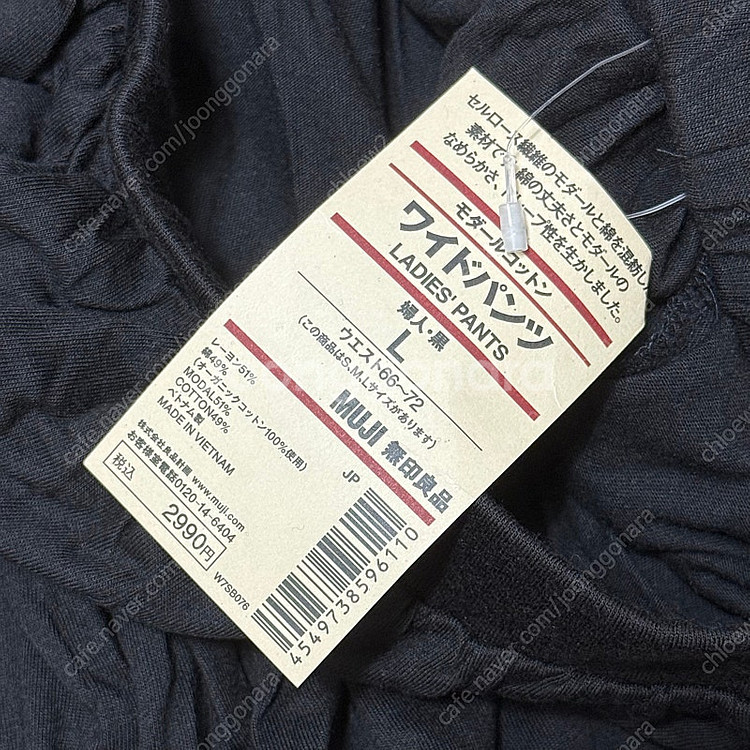 セルロース繊維のモダールと綿を混紡し
素材で 綿の丈夫さとモダールの
なめらかさ、 ープ性を生かしました。
モダールコットン
ワイドパンツ
LADIES' PANTS
婦人・黒
L
ウエスト66~72
(この商品はS,M,Lサイズがあります)
MUJI 無印良品
レーヨン51%
綿49%
(オーガニックコットン100%使用)
MODAL51%
COTTON49%
ベトナム製
MADE IN VIETNAM
株式会社良品計画 www.muji.com
お客様室電話0120-14-6404
税込 2990円
W7SB076
JP
4549738596110
cafe.naver.com/joonggonara